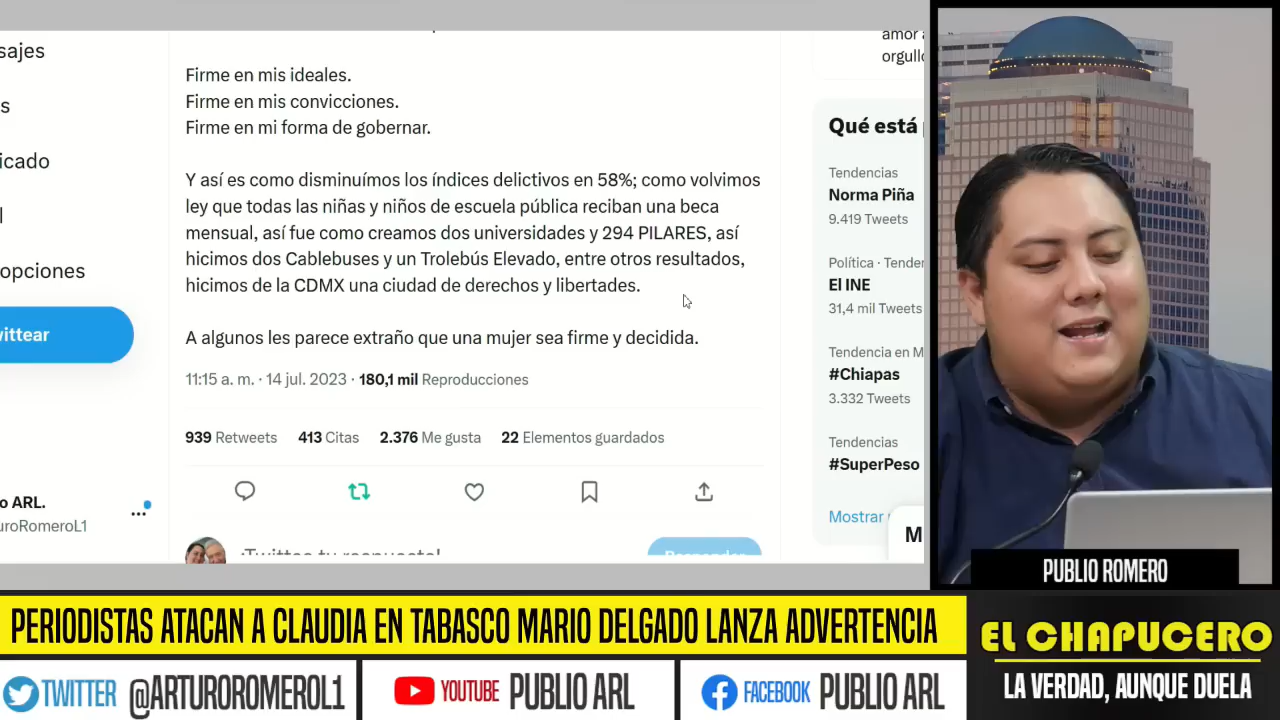 sajes
s
icado
l
opciones
ittear
o ARL.
uroRomeroL1
Firme en mis ideales.
Firme en mis convicciones.
Firme en mi forma de gobernar.
Y así es como disminuímos los índices delictivos en 58%; como volvimos
ley que todas las niñas y niños de escuela pública reciban una beca
mensual, así fue como creamos dos universidades y 294 PILARES, así
hicimos dos Cablebuses y un Trolebús Elevado, entre otros resultados,
hicimos de la CDMX una ciudad de derechos y libertades.
A algunos les parece extraño que una mujer sea firme y decidida.
11:15 a. m. · 14 jul. 2023 · 180,1 mil Reproducciones
939 Retweets 413 Citas 2.376 Me gusta 22 Elementos guardados
¡Twittea tu respuesta!
Responder
amor a
orgullo
Qué está
Tendencias
Norma Piña
9.419 Tweets
Política · Tender
El INE
31,4 mil Tweets
Tendencia en M
#Chiapas
3.332 Tweets
Tendencias
#SuperPeso
Mostrar
M
PUBLIO ROMERO
PERIODISTAS ATACAN A CLAUDIA EN TABASCO MARIO DELGADO LANZA ADVERTENCIA
EL CHAPUCERO
LA VERDAD, AUNQUE DUELA
TWITTER @ARTUROROMEROL1
YOUTUBE PUBLIO ARL
FACEBOOK PUBLIO ARL